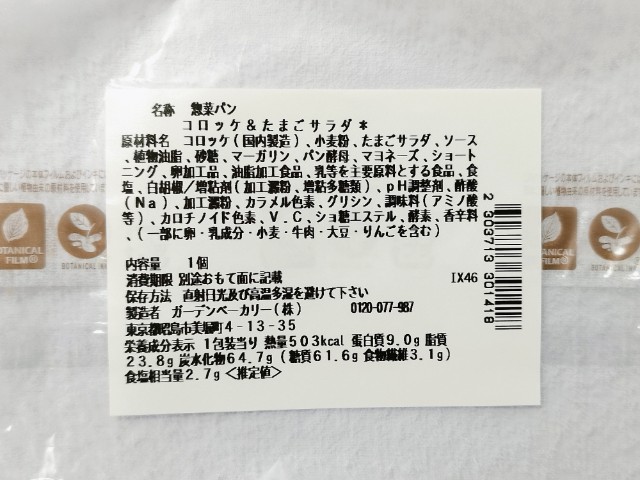 名称 惣菜パン
コロッケ&たまごサラダ*
原材料名 コロッケ(国内製造)、小麦粉、たまごサラダ、ソース
、植物油脂、砂糖、マーガリン、パン酵母、マヨネーズ、ショート
ニング、卵加工品、油脂加工食品、乳等を主要原料とする食品、食
塩、白胡椒/増粘剤(加工澱粉、増粘多糖類)、pH調整剤、酢酸
(Na)、加工澱粉、カラメル色素、グリシン、調味料(アミノ酸
等)、カロチノイド色素、V.C、ショ糖エステル、酵素、香辛料
、(一部に卵・乳成分・小麦・牛肉・大豆・りんごを含む)
内容量 1個
消費期限 別途おもて面に記載 IX46
保存方法 直射日光及び高温多湿を避けて下さい
製造者 ガーデンベーカリー(株) 0120-077-987
東京都昭島市美堀町4-13-35
栄養成分表示 1包装当り 熱量503kcal 蛋白質9.0g 脂質
23.8g 炭水化物64.7g(糖質61.6g 食物繊維3.1g)
食塩相当量2.7g <推定値>
2 303713 301418
BOTANICAL
FILM®